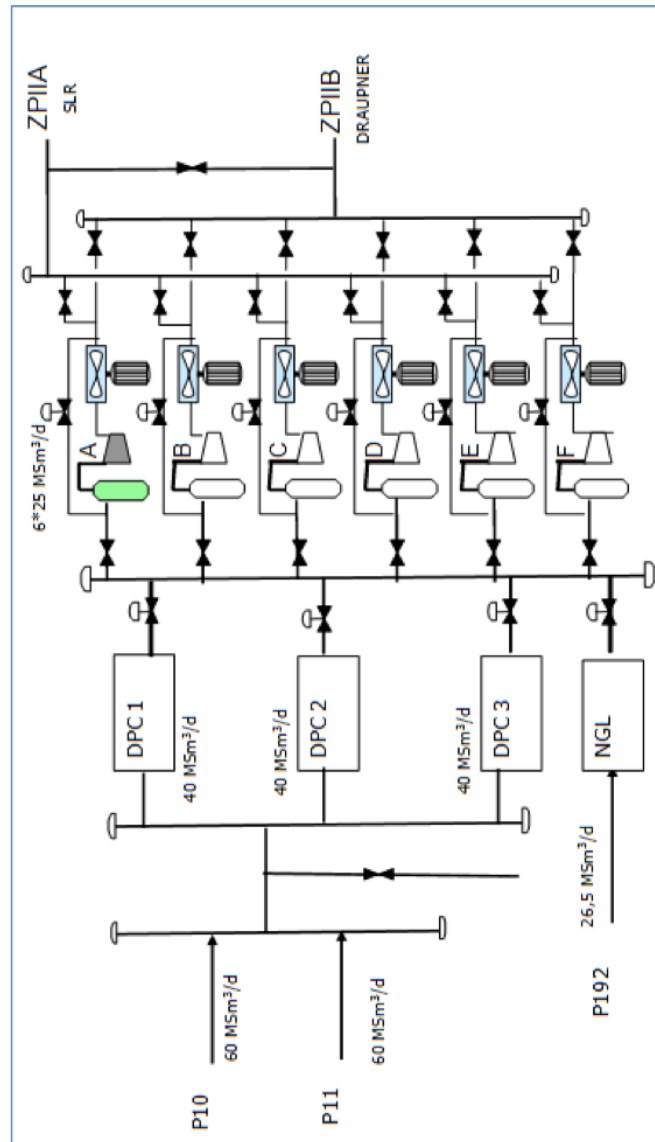 P10
60 MSm³/d
P11
60 MSm³/d
P192
26,5 MSm³/d
DPC 1
40 MSm³/d
DPC 2
40 MSm³/d
DPC 3
40 MSm³/d
NGL
6*25 MSm³/d
A
B
C
D
E
F
ZPIIA
SLR
ZPIIB
DRAUPNER